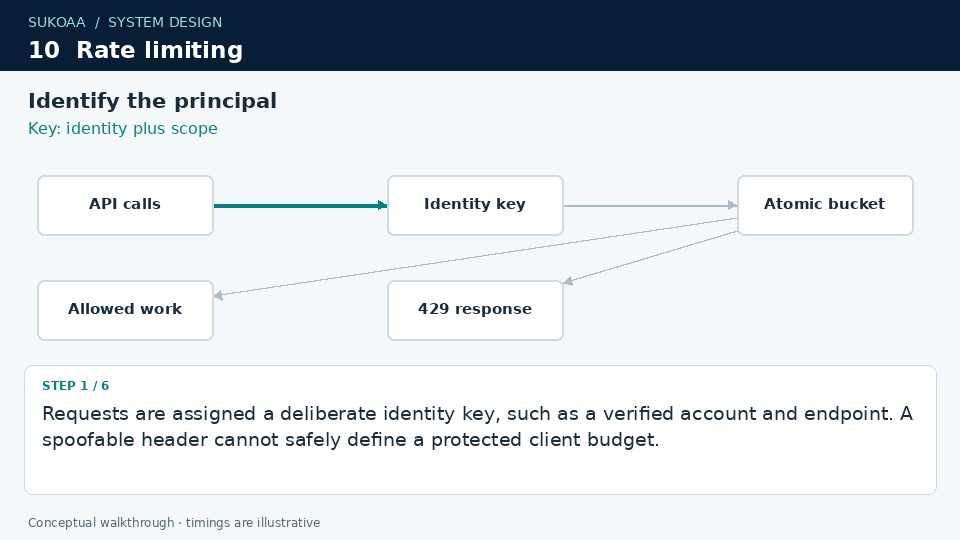 SUKOAA / SYSTEM DESIGN
10 Rate limiting
Identify the principal
Key: identity plus scope
API calls
Identity key
Atomic bucket
Allowed work
429 response
STEP 1 / 6
Requests are assigned a deliberate identity key, such as a verified account and endpoint. A
spoofable header cannot safely define a protected client budget.
Conceptual walkthrough · timings are illustrative